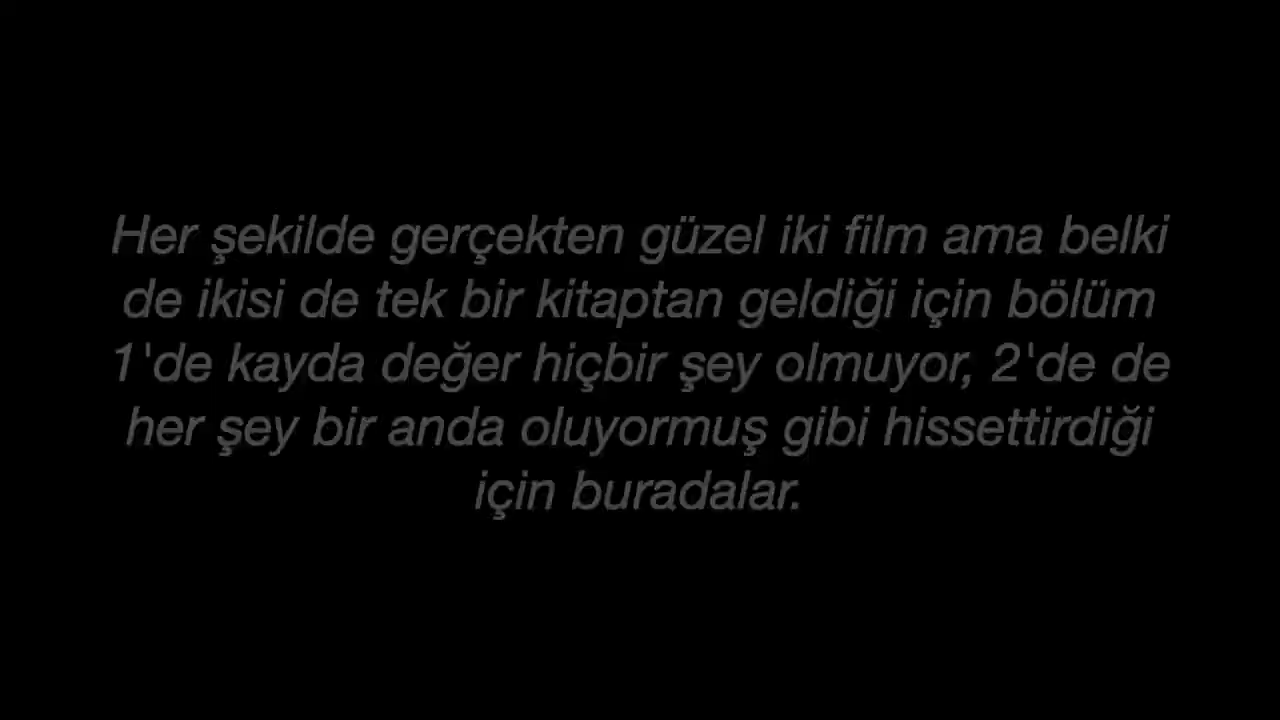 Her şekilde gerçekten güzel iki film ama belki
de ikisi de tek bir kitaptan geldiği için bölüm
1'de kayda değer hiçbir şey olmuyor, 2'de de
her şey bir anda oluyormuş gibi hissettirdiği
için buradalar.